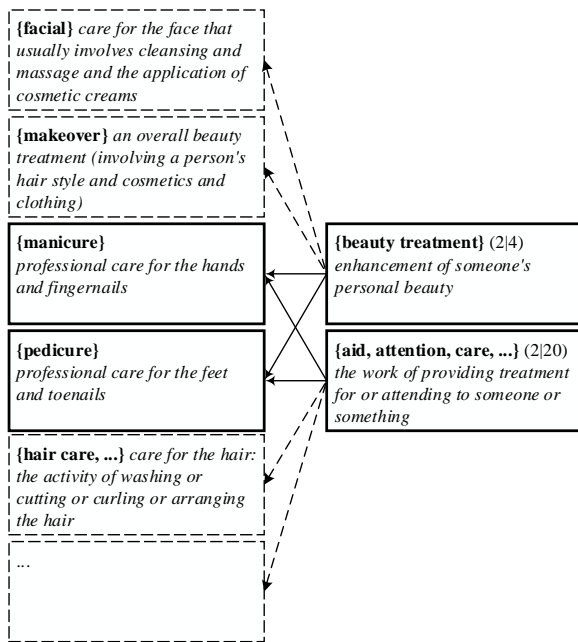 {facial} care for the face that
usually involves cleansing and
massage and the application of
cosmetic creams
{makeover} an overall beauty
treatment (involving a person's
hair style and cosmetics and
clothing)
{manicure}
professional care for the hands
and fingernails
{beauty treatment} (2|4)
enhancement of someone's
personal beauty
{pedicure}
professional care for the feet
and toenails
{aid, attention, care, ...} (2|20)
the work of providing treatment
for or attending to someone or
something
{hair care, ...} care for the hair:
the activity of washing or
cutting or curling or arranging
the hair
...